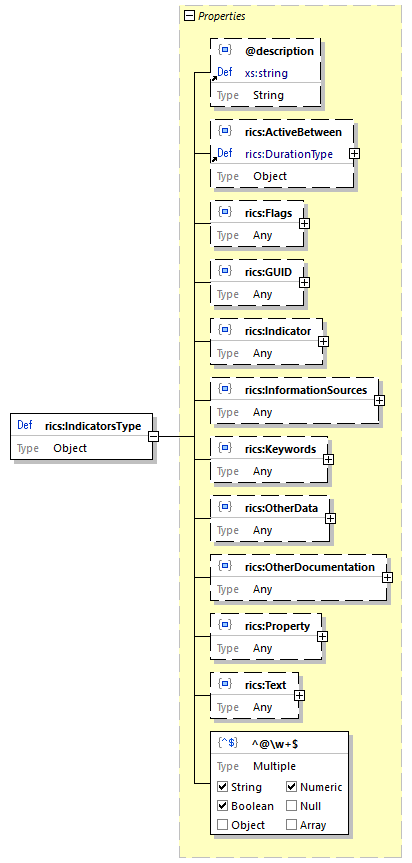 Properties
@description
Def xs:string
Type String
rics:ActiveBetween
Def rics:DurationType
Type Object
rics:Flags
Type Any
rics:GUID
Type Any
rics:Indicator
Type Any
rics:InformationSources
Type Any
Def rics:IndicatorsType
Type Object
rics:Keywords
Type Any
rics:OtherData
Type Any
rics:OtherDocumentation
Type Any
rics:Property
Type Any
rics:Text
Type Any
{^$} ^@\w+$
Type Multiple
String Numeric
Boolean Null
Object Array